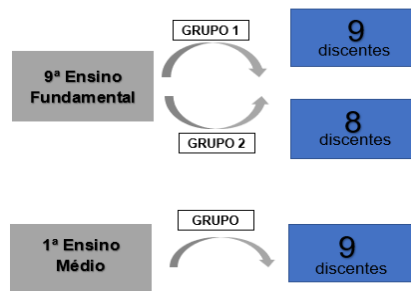 GRUPO 1
9
discentes
9ª Ensino
Fundamental
8
discentes
GRUPO 2
GRUPO
1ª Ensino
Médio
9
discentes